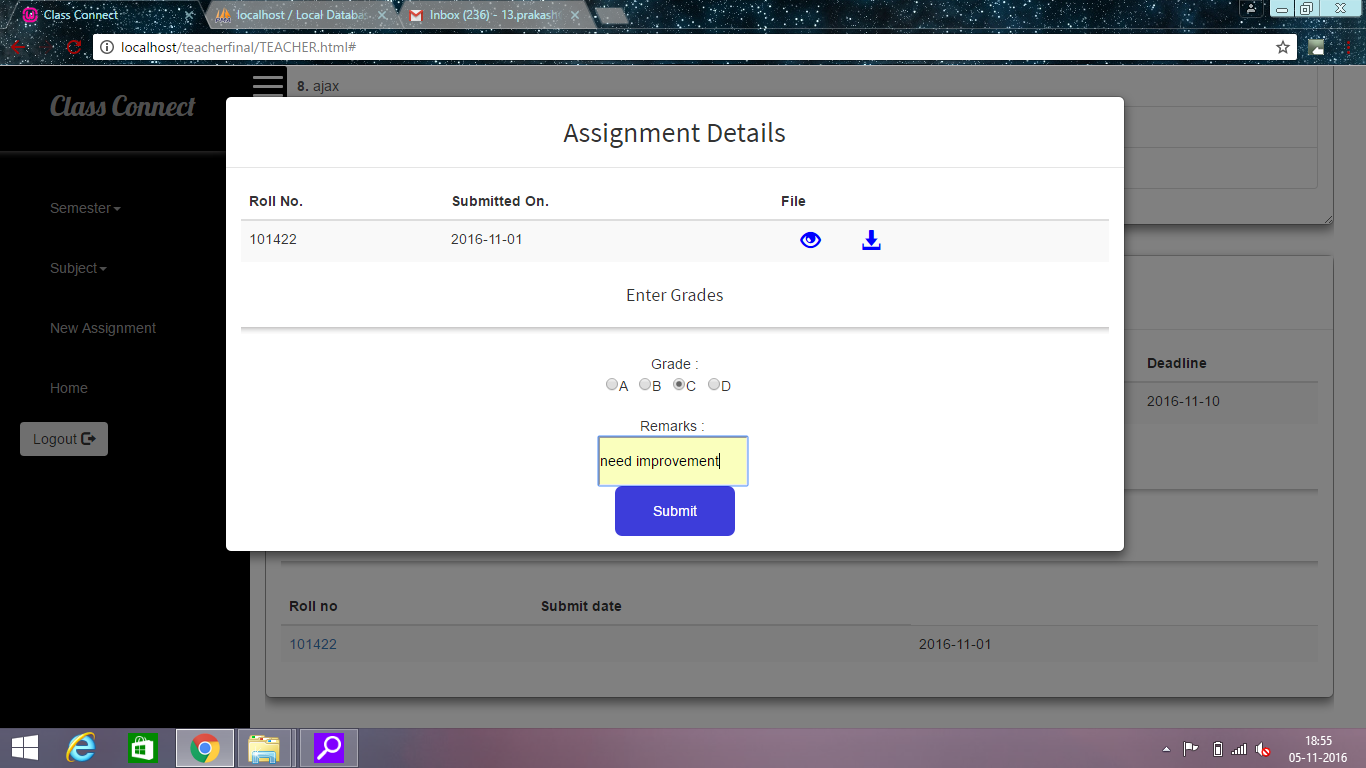 Class Connect
localhost / Local Databas
Inbox (236) - 13.prakash
localhost/teacherfinal/TEACHER.html#
Class Connect
8. ajax
Assignment Details
Roll No. Submitted On. File
101422 2016-11-01
Semester
Subject
New Assignment
Home
Logout
Enter Grades
Grade :
A B C D
Remarks :
need improvement
Submit
Deadline
2016-11-10
Roll no Submit date
101422 2016-11-01
18:55
05-11-2016